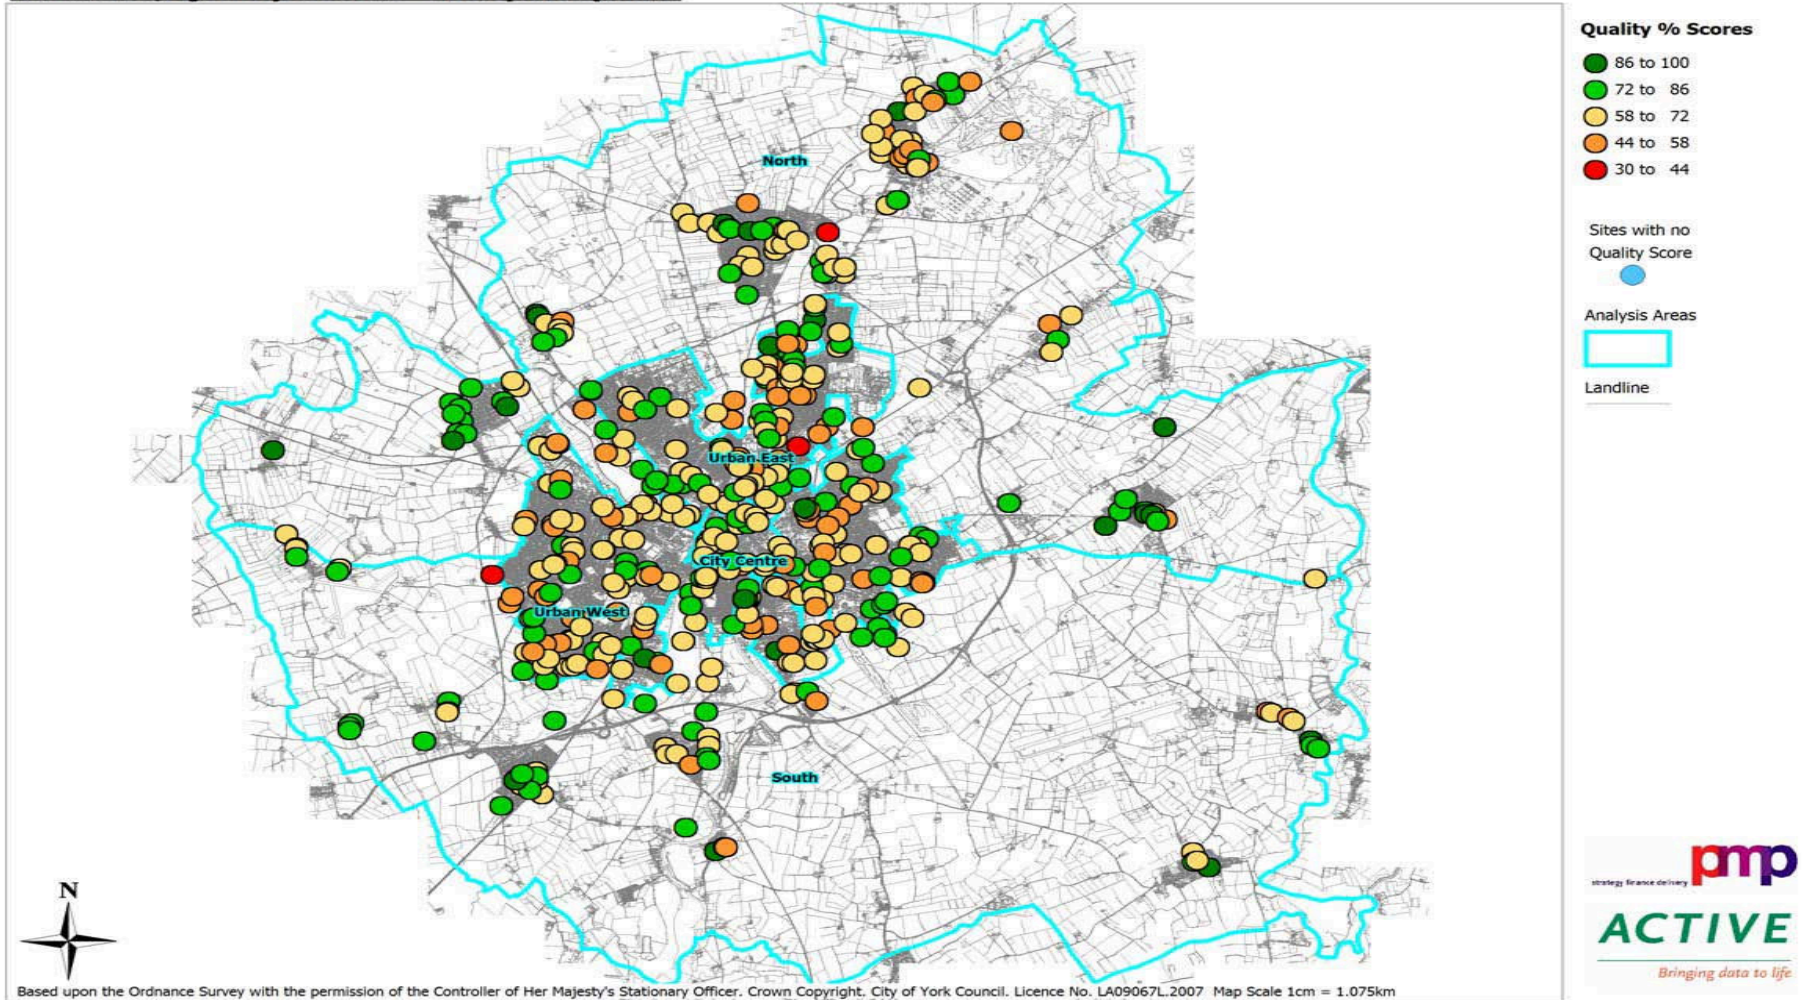 Quality % Scores
86 to 100
72 to 86
58 to 72
44 to 58
30 to 44
Sites with no
Quality Score
Analysis Areas
Landline
North
Urban East
City Centre
Urban West
South
N
pmp
strategy finance delivery
ACTIVE
Bringing data to life
Based upon the Ordnance Survey with the permission of the Controller of Her Majesty's Stationary Officer. Crown Copyright. City of York Council. Licence No. LA09067L.2007 Map Scale 1cm = 1.075km